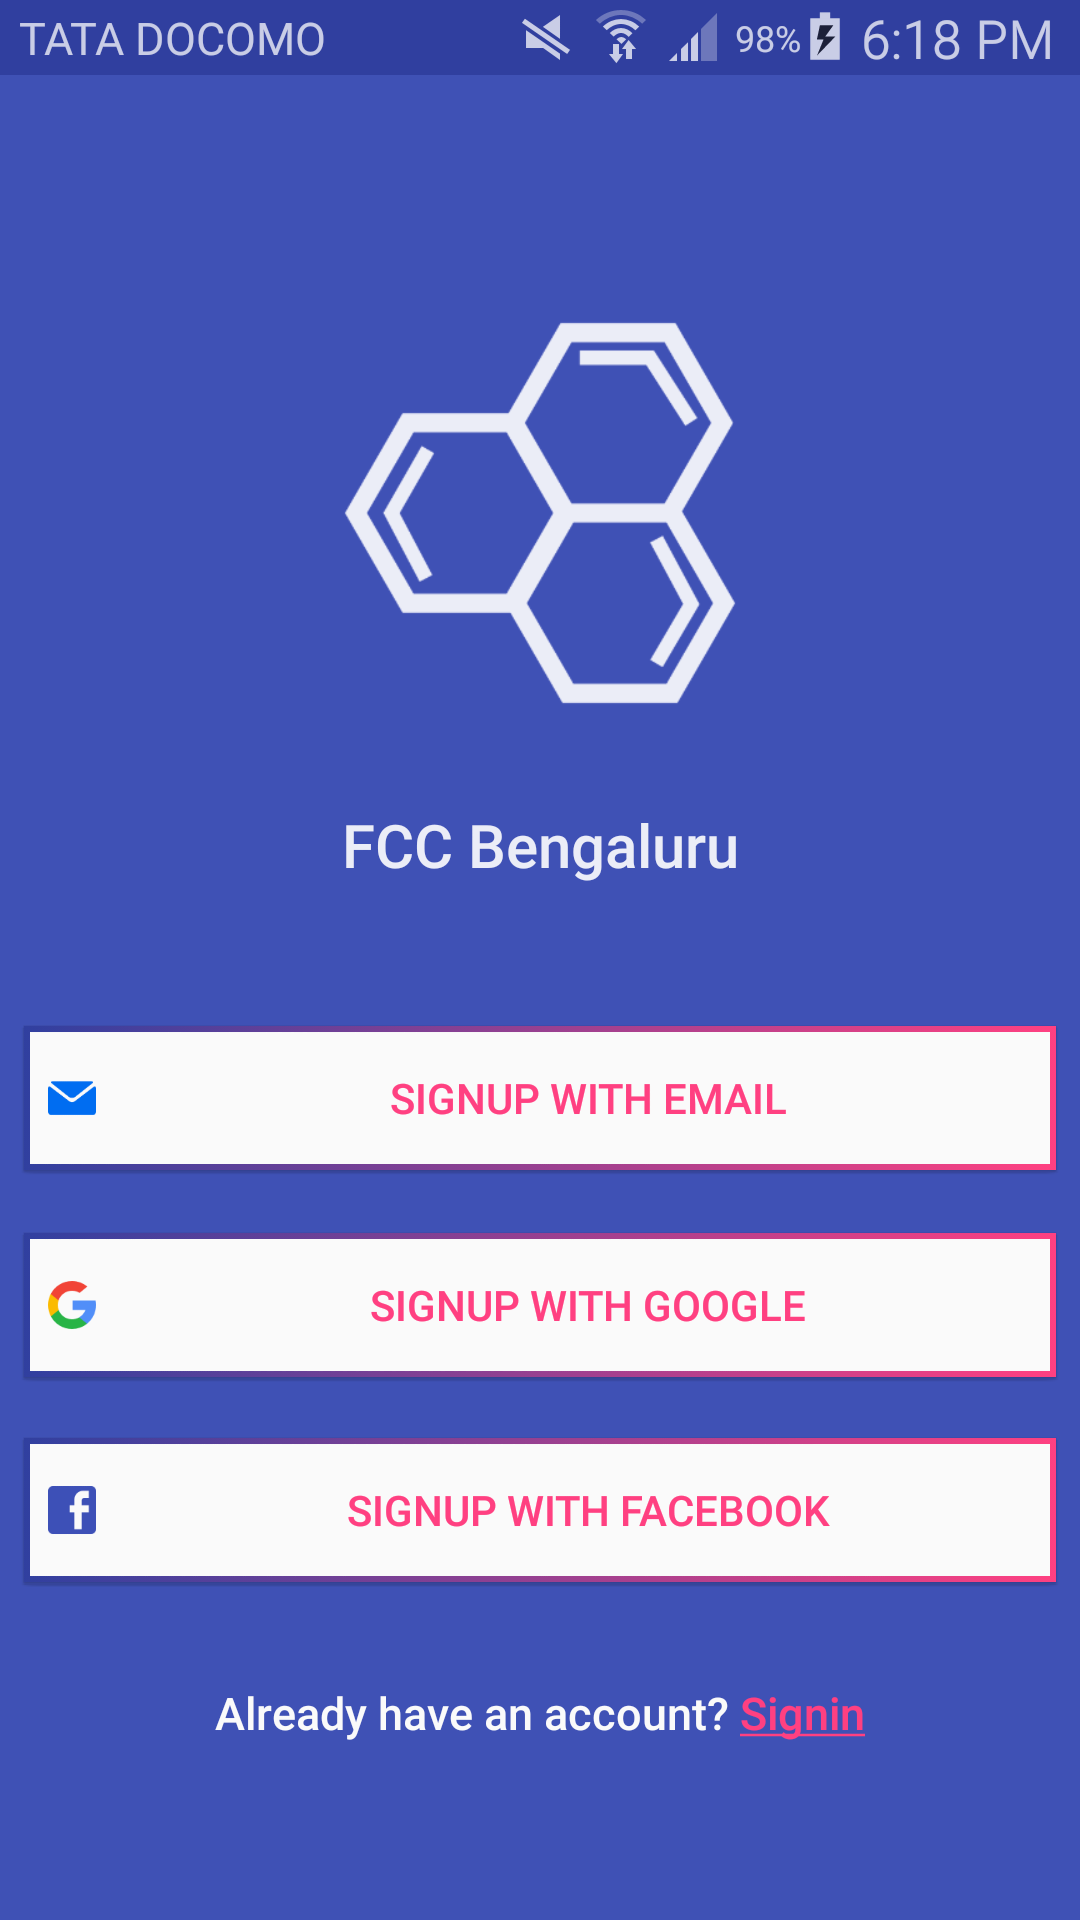 TATA DOCOMO 98% 6:18 PM
FCC Bengaluru
SIGNUP WITH EMAIL
SIGNUP WITH GOOGLE
SIGNUP WITH FACEBOOK
Already have an account? Signin